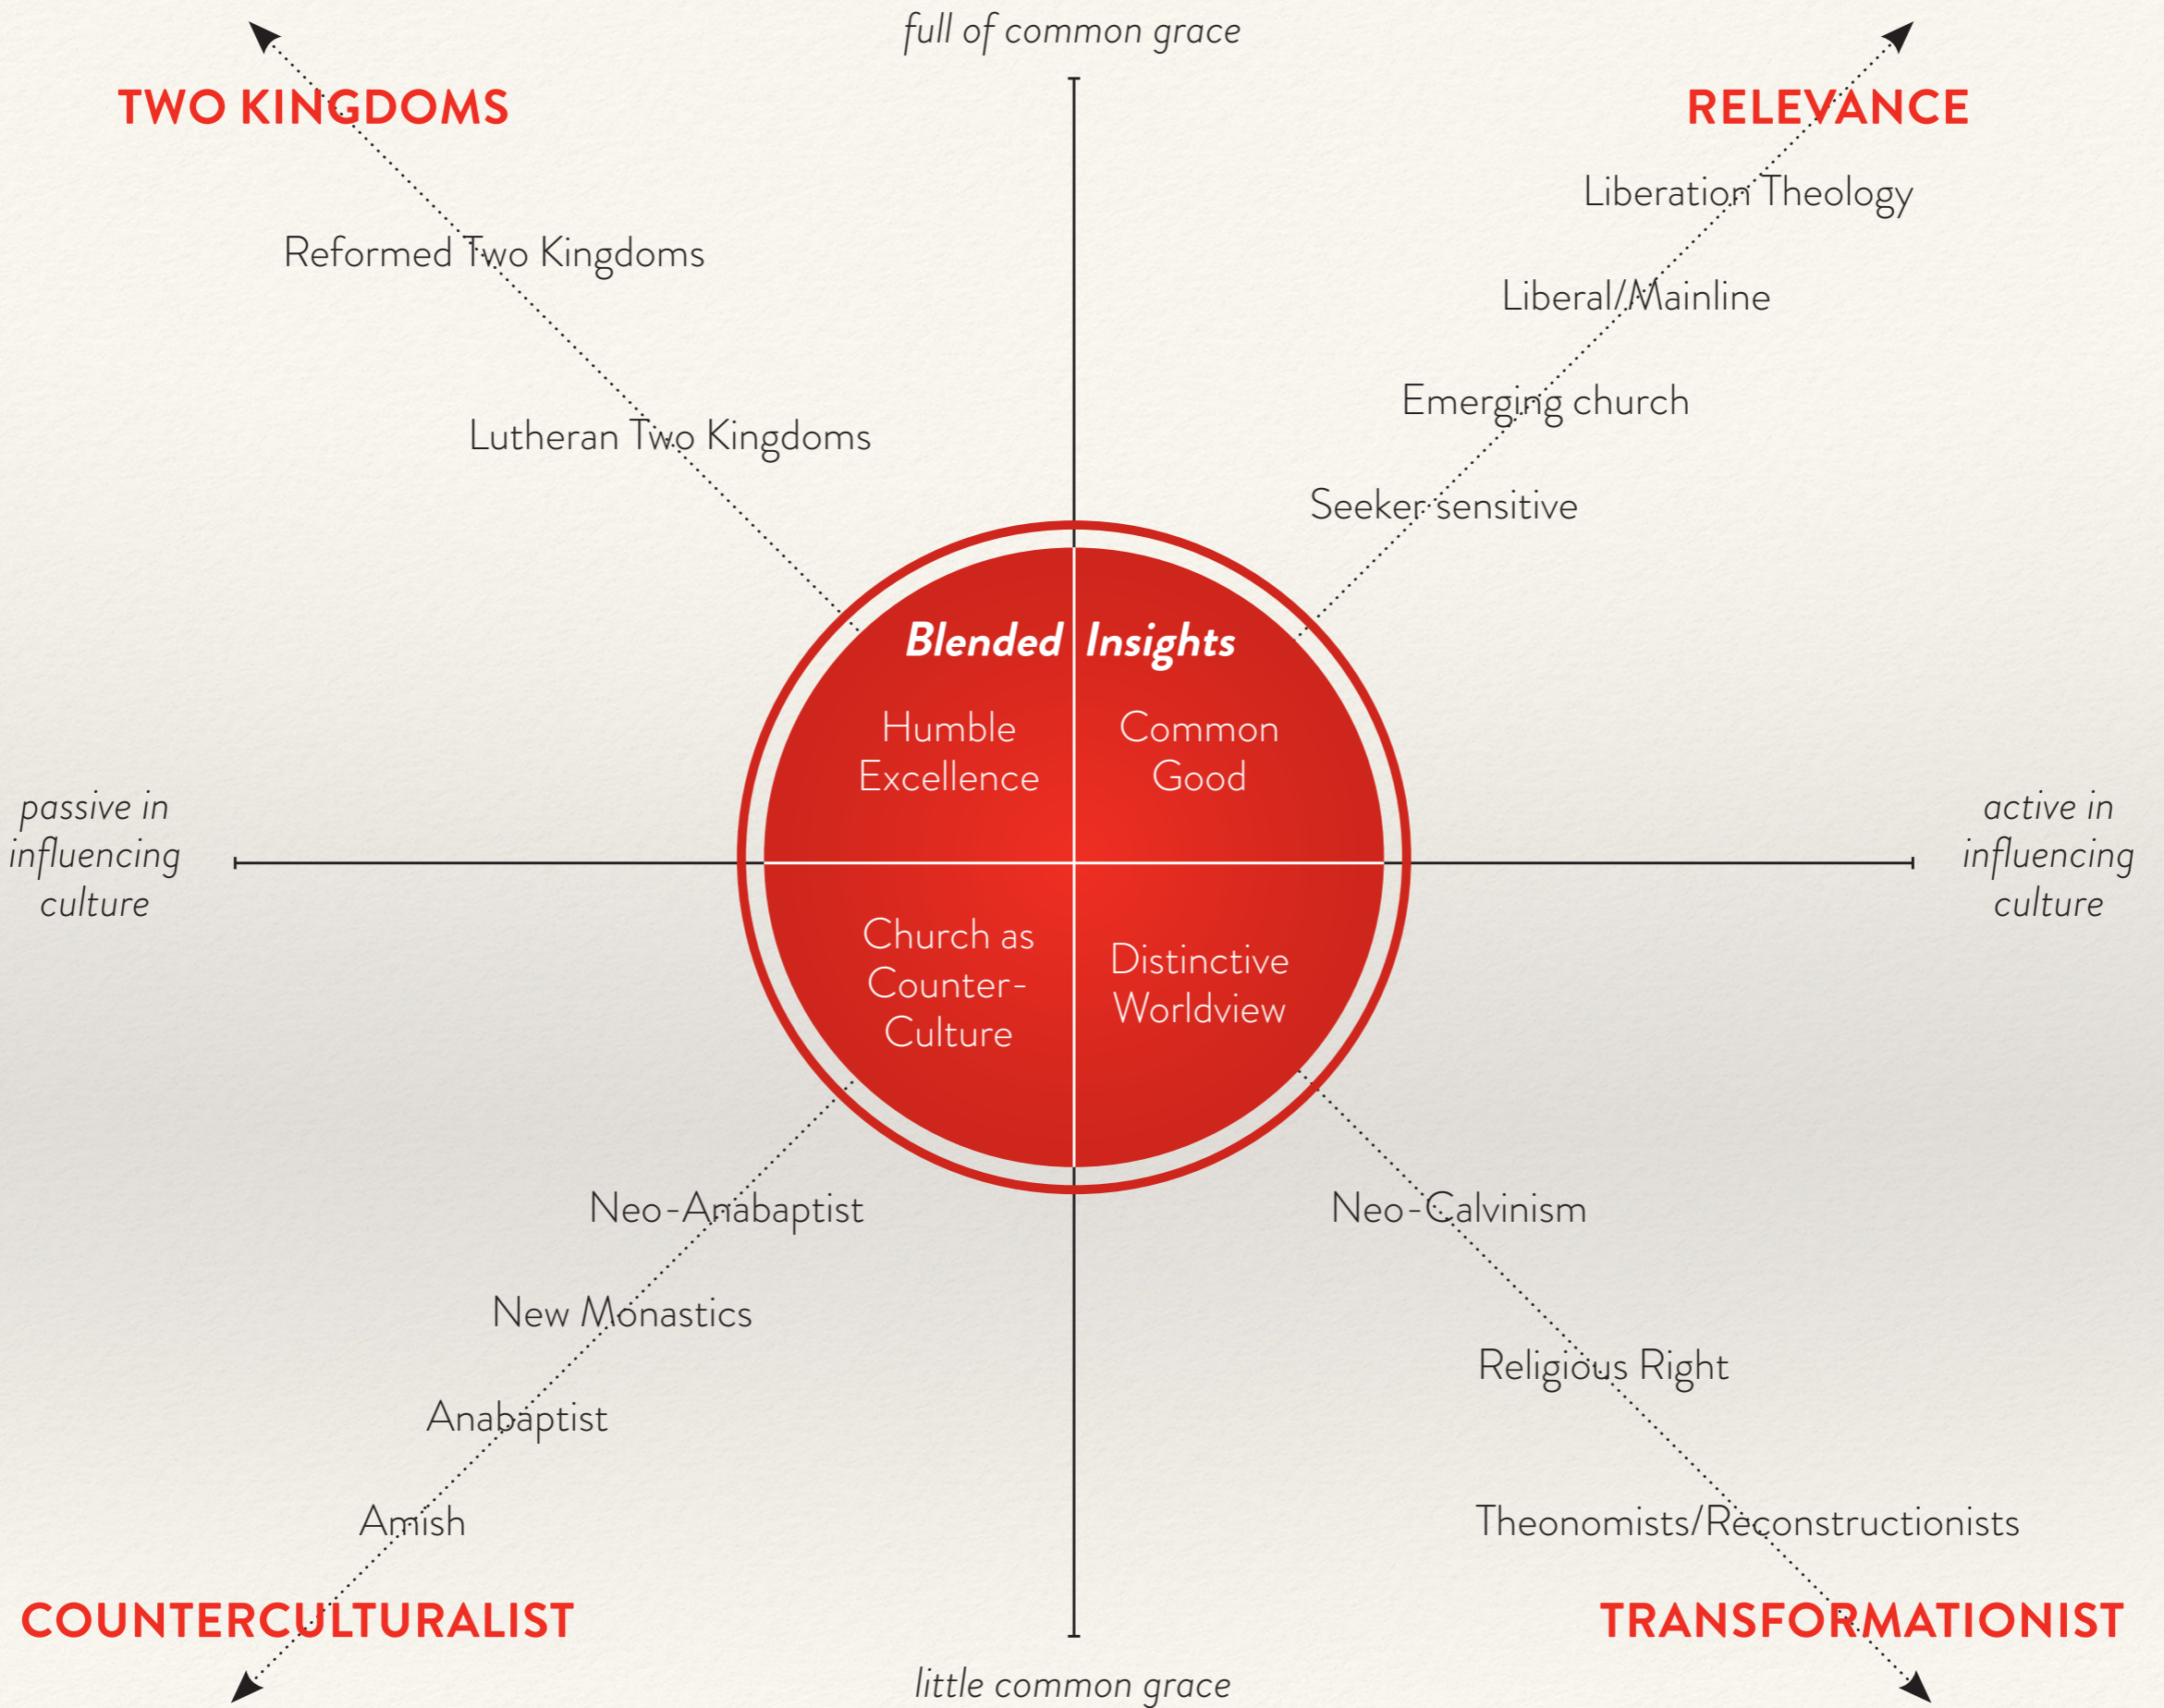 full of common grace
TWO KINGDOMS
RELEVANCE
Liberation Theology
Reformed Two Kingdoms
Liberal/Mainline
Emerging church
Lutheran Two Kingdoms
Seeker sensitive
Blended Insights
Humble
Excellence
Common
Good
passive in
influencing
culture
active in
influencing
culture
Church as
Counter-
Culture
Distinctive
Worldview
Neo-Anabaptist
Neo-Calvinism
New Monastics
Religious Right
Anabaptist
Amish
Theonomists/Reconstructionists
COUNTERCULTURALIST
TRANSFORMATIONIST
little common grace